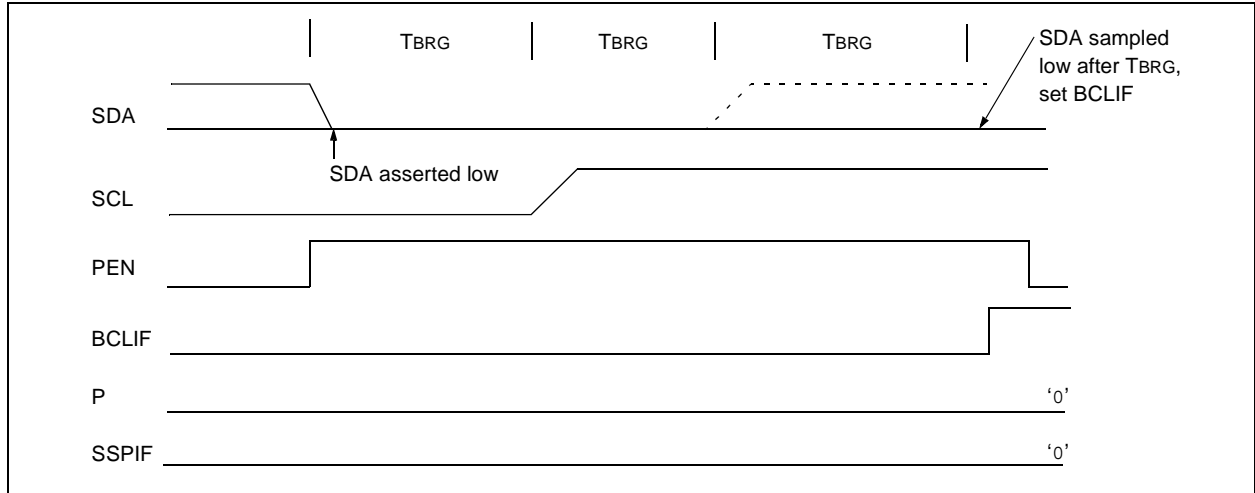 TBRG TBRG TBRG
SDA sampled
low after TBRG,
set BCLIF
SDA
SDA asserted low
SCL
PEN
BCLIF
P
‘0’
SSPIF
‘0’